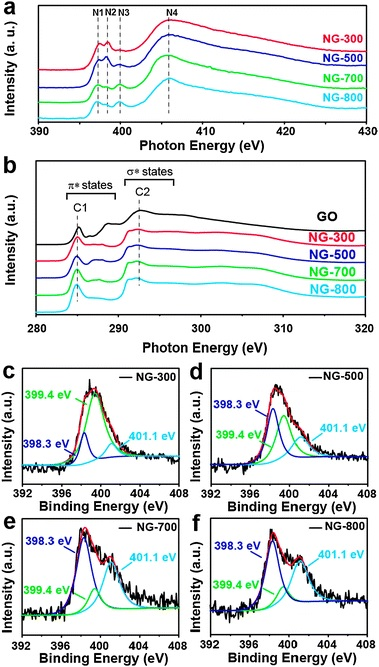 a
N1 N2 N3 N4
NG-300
NG-500
NG-700
NG-800
Intensity (a. u.)
390 400 410 420 430
Photon Energy (eV)
b
π* states
σ* states
C1
C2
GO
NG-300
NG-500
NG-700
NG-800
Intensity (a.u.)
280 285 290 295 300 305 310 315 320
Photon Energy (eV)
c
NG-300
399.4 eV
398.3 eV
401.1 eV
Intensity (a.u.)
392 396 400 404 408
Binding Energy (eV)
d
NG-500
398.3 eV
399.4 eV
401.1 eV
Intensity (a. u.)
392 396 400 404 408
Binding Energy (eV)
e
NG-700
398.3 eV
401.1 eV
399.4 eV
Intensity (a.u.)
392 396 400 404 408
Binding Energy (eV)
f
NG-800
398.3 eV
401.1 eV
399.4 eV
Intensity (a. u.)
392 396 400 404 408
Binding Energy (eV)